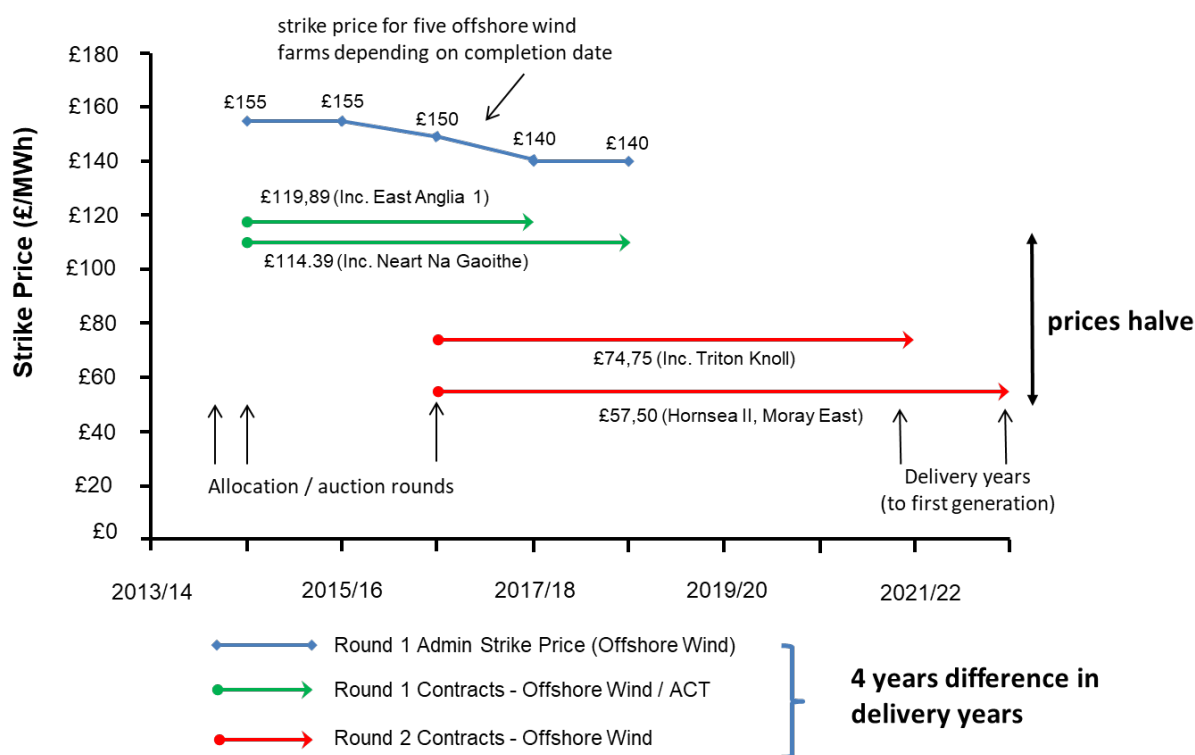 strike price for five offshore wind
farms depending on completion date
Strike Price (£/MWh)
£180
£160
£140
£120
£100
£80
£60
£40
£20
£0
£155
£155
£150
£140
£140
£119,89 (Inc. East Anglia 1)
£114.39 (Inc. Neart Na Gaoithe)
£74,75 (Inc. Triton Knoll)
£57,50 (Hornsea II, Moray East)
prices halve
Allocation / auction rounds
Delivery years
(to first generation)
2013/14
2015/16
2017/18
2019/20
2021/22
Round 1 Admin Strike Price (Offshore Wind)
Round 1 Contracts - Offshore Wind / ACT
Round 2 Contracts - Offshore Wind
4 years difference in
delivery years